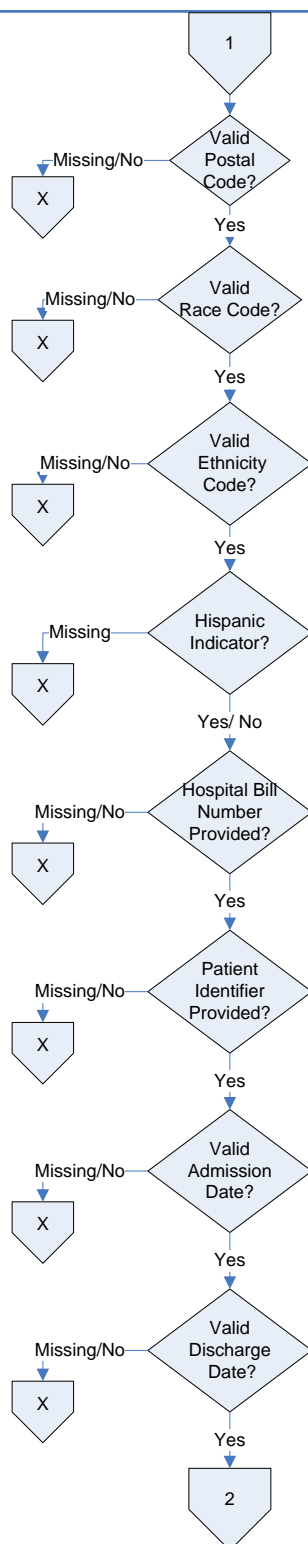 1
Valid
Postal
Code?
Missing/No
X
Yes
Valid
Race Code?
Missing/No
X
Yes
Valid
Ethnicity
Code?
Missing/No
X
Yes
Hispanic
Indicator?
Missing
X
Yes/ No
Hospital Bill
Number
Provided?
Missing/No
X
Yes
Patient
Identifier
Provided?
Missing/No
X
Yes
Valid
Admission
Date?
Missing/No
X
Yes
Valid
Discharge
Date?
Missing/No
X
Yes
2